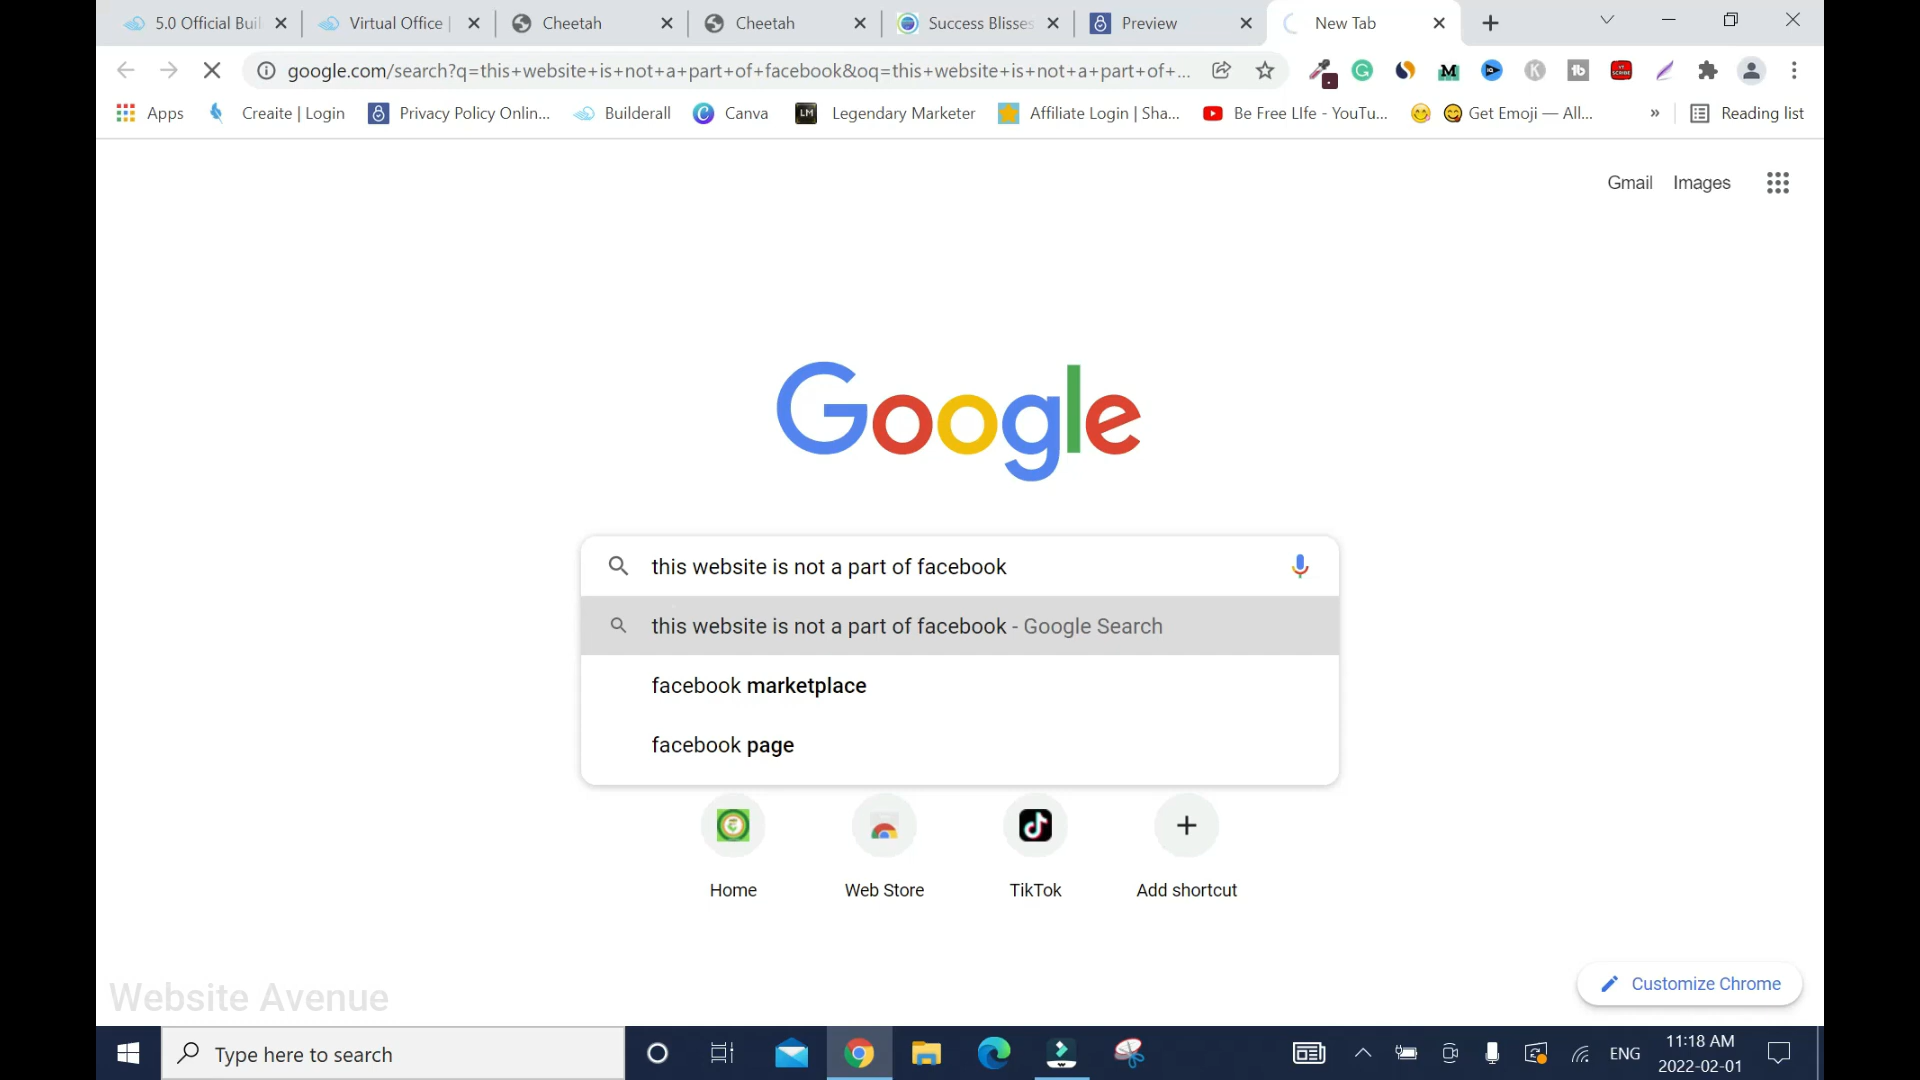 5.0 Official Buil
Virtual Office |
Cheetah
Cheetah
Success Blisses
Preview
New Tab
google.com/search?q=this+website+is+not+a+part+of+facebook&oq=this+website+is+not+a+part+of+...
Apps
Creaite | Login
Privacy Policy Onlin...
Builderall
Canva
LM
Legendary Marketer
Affiliate Login | Sha...
Be Free LIfe - YouTu...
Get Emoji — All...
»
Reading list
Gmail
Images
Google
this website is not a part of facebook
this website is not a part of facebook - Google Search
facebook marketplace
facebook page
Home
Web Store
TikTok
Add shortcut
Website Avenue
Customize Chrome
Type here to search
ENG
11:18 AM
2022-02-01